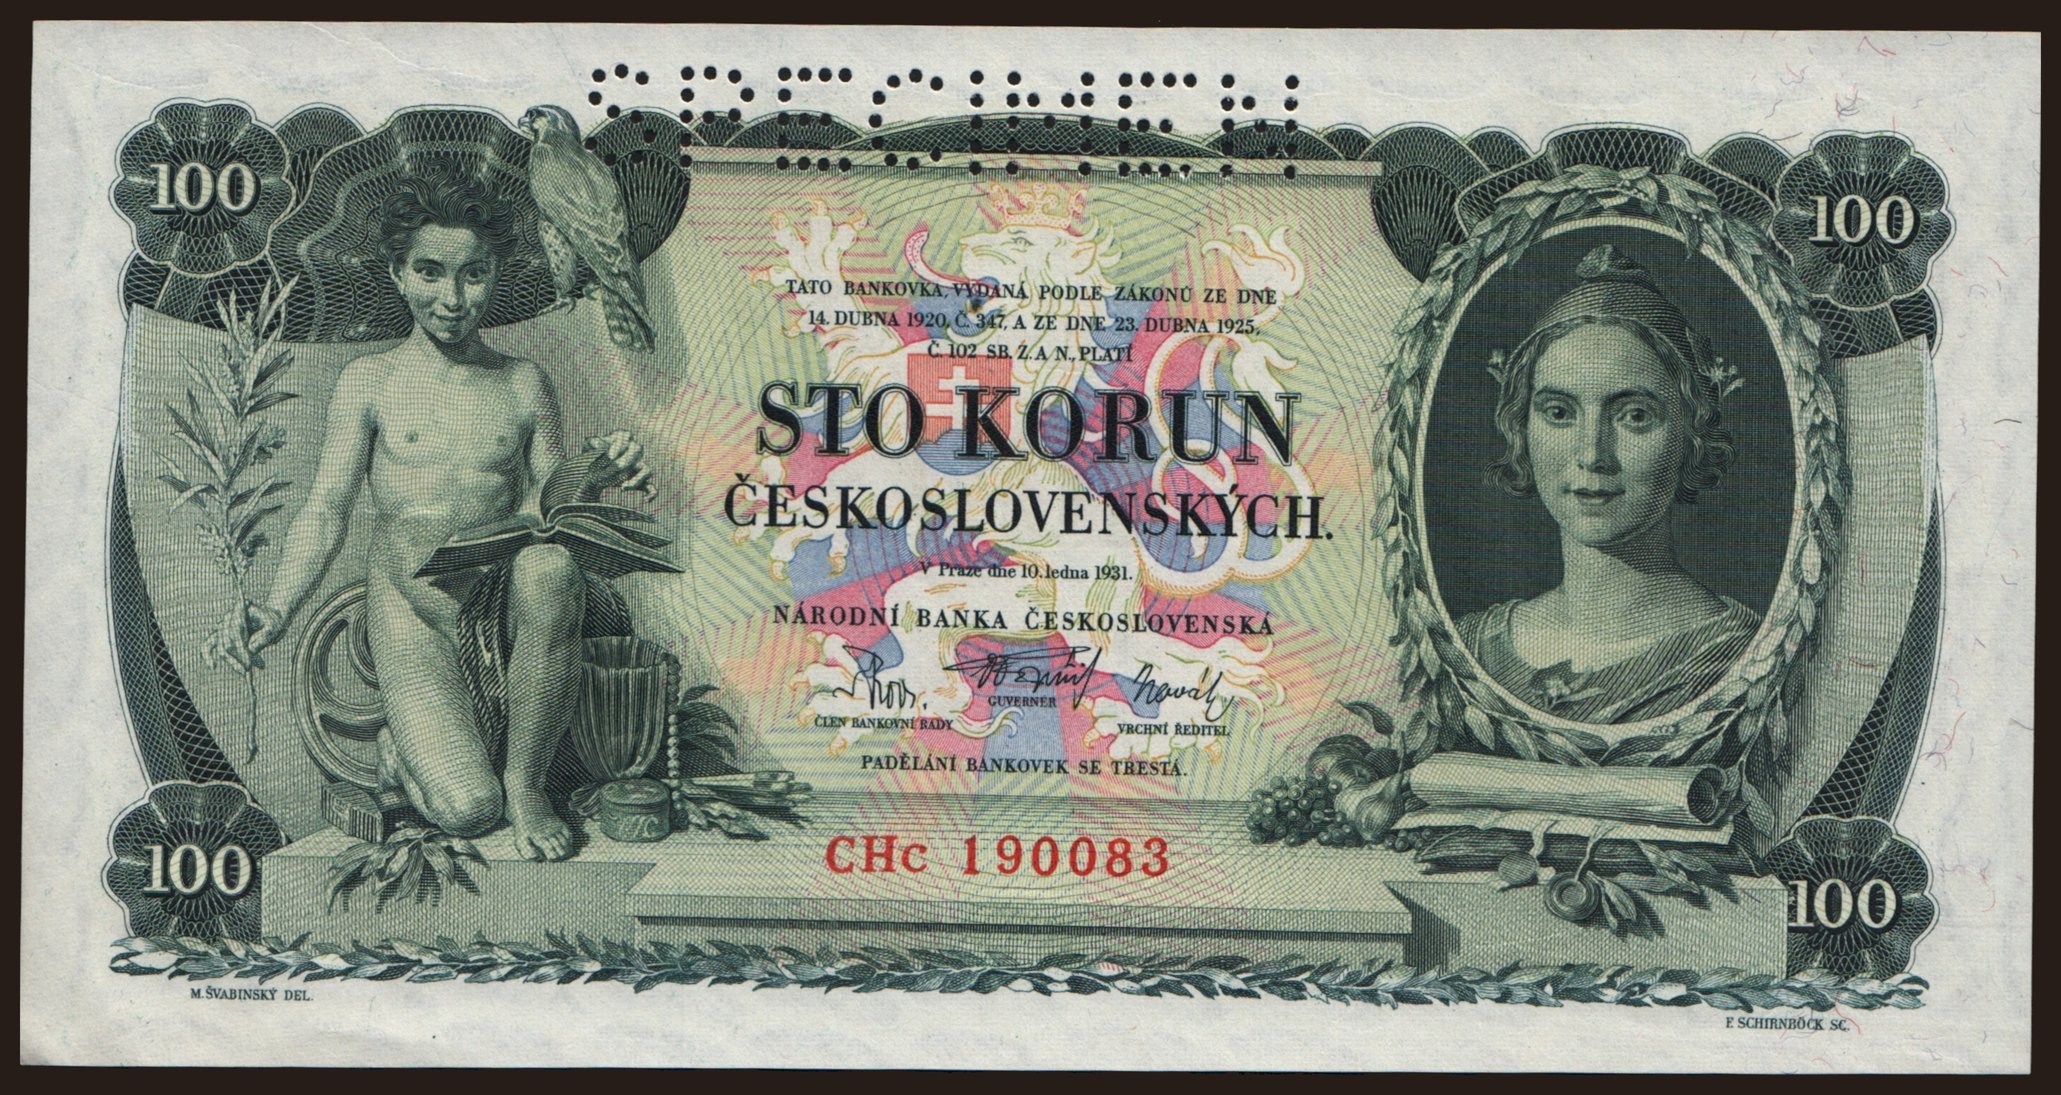 SPECIMEN
100
100
TATO BANKOVKA, VYDANÁ PODLE ZÁKONŮ ZE DNE
14. DUBNA 1920, Č. 347, A ZE DNE 23. DUBNA 1925,
Č. 102 SB. Z. A N., PLATÍ
STO KORUN
ČESKOSLOVENSKÝCH.
V Praze dne 10. ledna 1931.
NÁRODNÍ BANKA ČESKOSLOVENSKÁ
ČLEN BANKOVNÍ RADY
GUVERNER
VRCHNÍ ŘEDITEL
PADĚLÁNÍ BANKOVEK SE TRESTÁ.
CHc 190083
100
100
M. ŠVABINSKÝ DEL.
F. SCHIRNBÖCK SC.